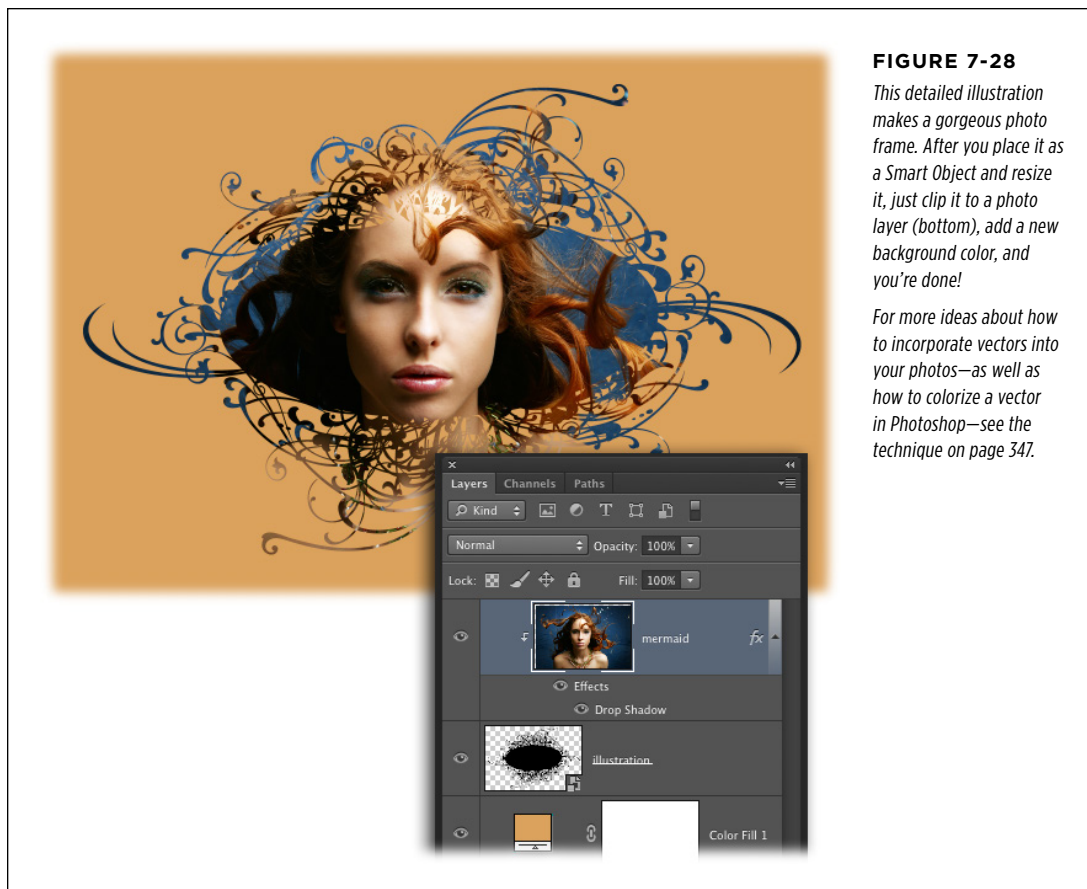 FIGURE 7-28
This detailed illustration
makes a gorgeous photo
frame. After you place it as
a Smart Object and resize
it, just clip it to a photo
layer (bottom), add a new
background color, and
you're done!
For more ideas about how
to incorporate vectors into
your photos—as well as
how to colorize a vector
in Photoshop—see the
technique on page 347.
Layers Channels Paths
Kind T
Normal Opacity: 100%
Lock: Fill: 100%
mermaid fx
Effects
Drop Shadow
illustration
Color Fill 1